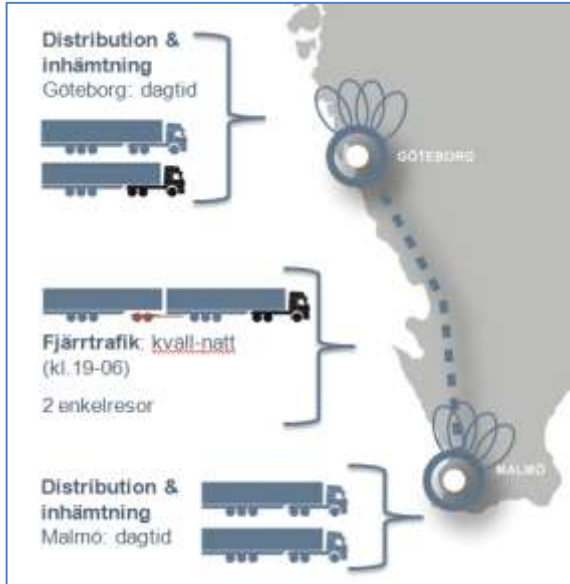 Distribution &
inhämtning
Göteborg: dagtid
GÖTEBORG
Fjärrtrafik: kväll-natt
(kl.19-06)
2 enkelresor
Distribution &
inhämtning
Malmö: dagtid
MALMÖ